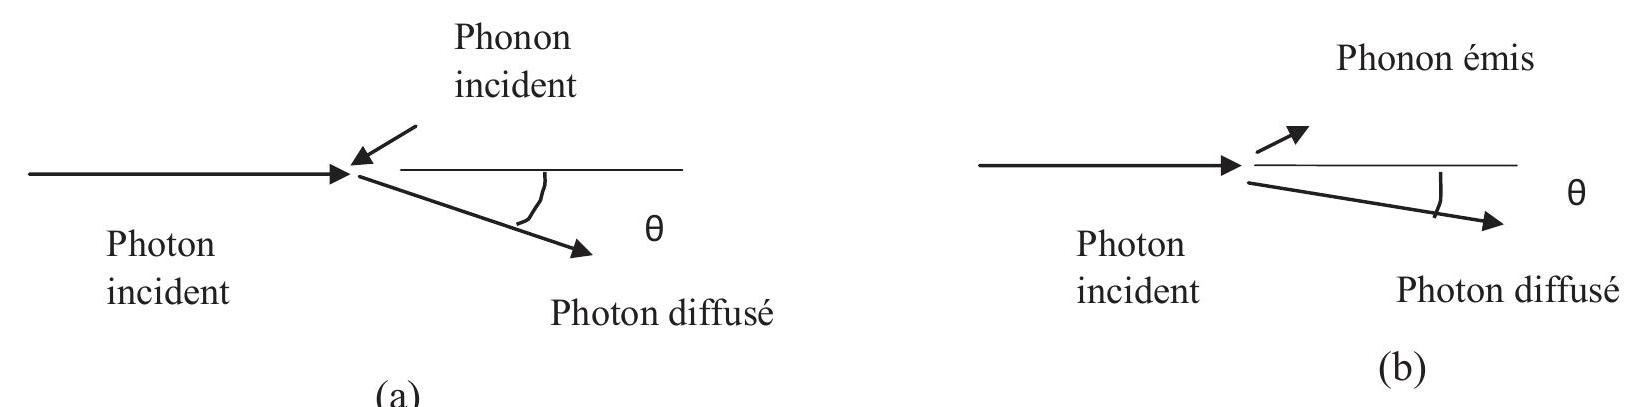 Phonon
incident
Photon
incident
θ
Photon diffusé
(a)
Phonon émis
θ
Photon
incident
Photon diffusé
(b)